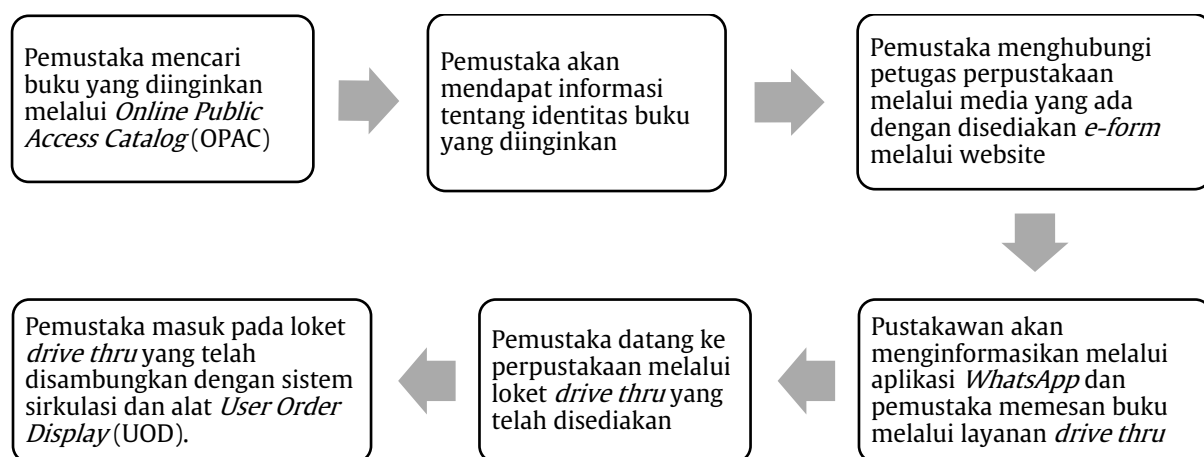 Pemustaka mencari
buku yang diinginkan
melalui Online Public
Access Catalog (OPAC)
Pemustaka akan
mendapat informasi
tentang identitas buku
yang diinginkan
Pemustaka menghubungi
petugas perpustakaan
melalui media yang ada
dengan disediakan e-form
melalui website
Pustakawan akan
menginformasikan melalui
aplikasi WhatsApp dan
pemustaka memesan buku
melalui layanan drive thru
Pemustaka datang ke
perpustakaan melalui
loket drive thru yang
telah disediakan
Pemustaka masuk pada loket
drive thru yang telah
disambungkan dengan sistem
sirkulasi dan alat User Order
Display (UOD).